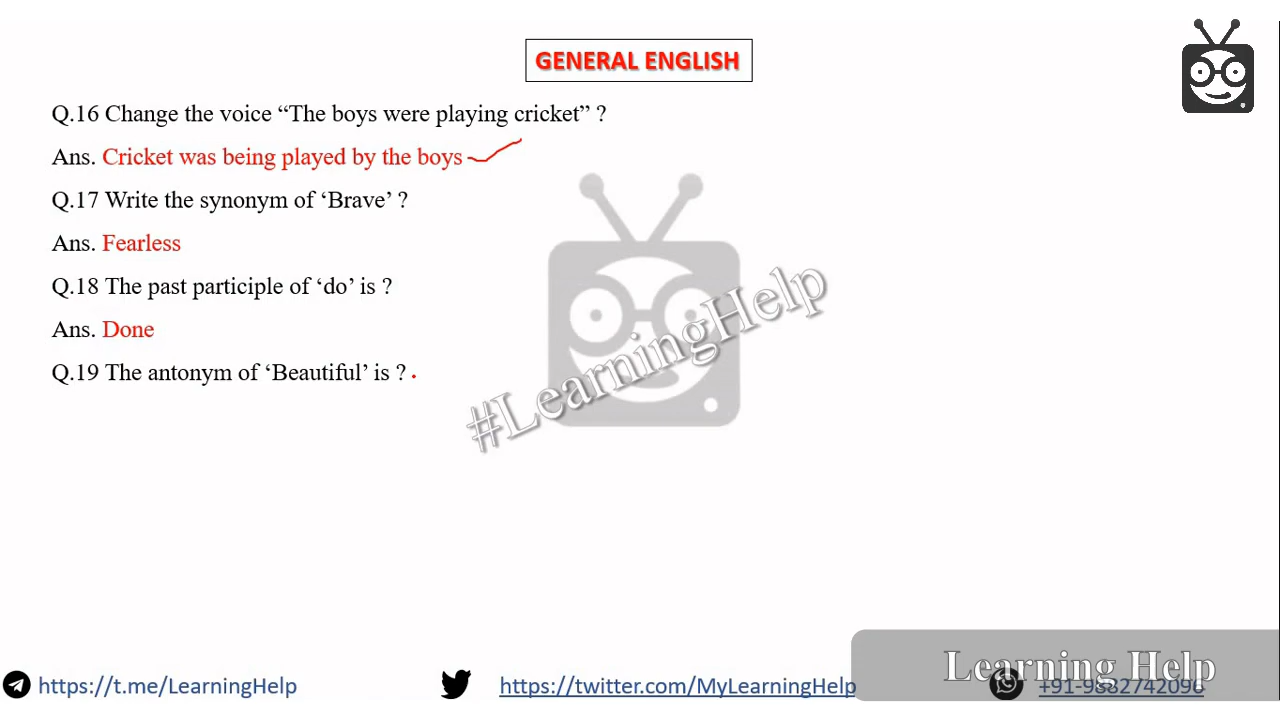 GENERAL ENGLISH
Q.16 Change the voice “The boys were playing cricket” ?
Ans. Cricket was being played by the boys
Q.17 Write the synonym of ‘Brave’ ?
Ans. Fearless
Q.18 The past participle of ‘do’ is ?
Ans. Done
Q.19 The antonym of ‘Beautiful’ is ?
#LearningHelp
Learning Help
https://t.me/LearningHelp
https://twitter.com/MyLearningHelp
+91-9882742096